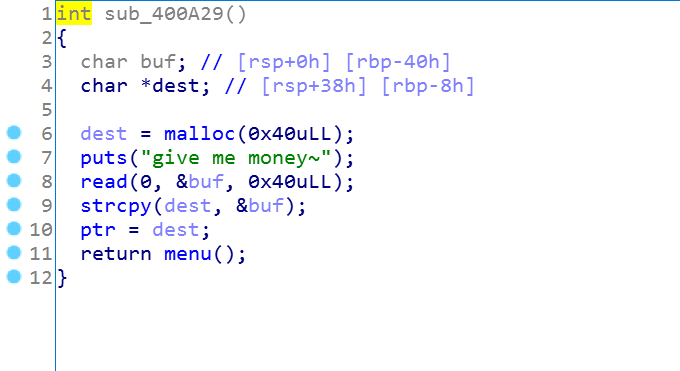 1 int sub_400A29()
2 {
3 char buf; // [rsp+0h] [rbp-40h]
4 char *dest; // [rsp+38h] [rbp-8h]
5
6 dest = malloc(0x40uLL);
7 puts("give me money~");
8 read(0, &buf, 0x40uLL);
9 strcpy(dest, &buf);
10 ptr = dest;
11 return menu();
12 }